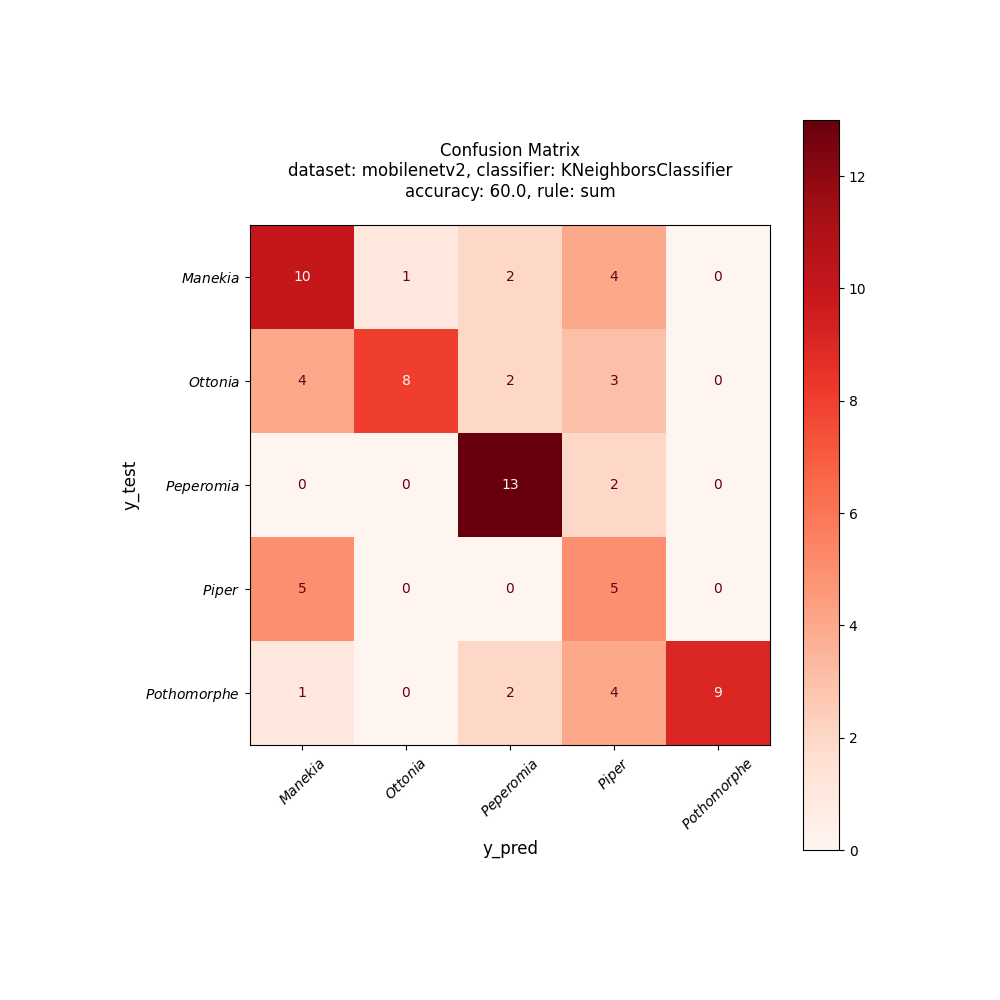 Confusion Matrix
dataset: mobilenetv2, classifier: KNeighborsClassifier
accuracy: 60.0, rule: sum
Manekia 10 1 2 4 0
Ottonia 4 8 2 3 0
Peperomia 0 0 13 2 0
Piper 5 0 0 5 0
Pothomorphe 1 0 2 4 9
y_test
Manekia Ottonia Peperomia Piper Pothomorphe
y_pred
12
10
8
6
4
2
0